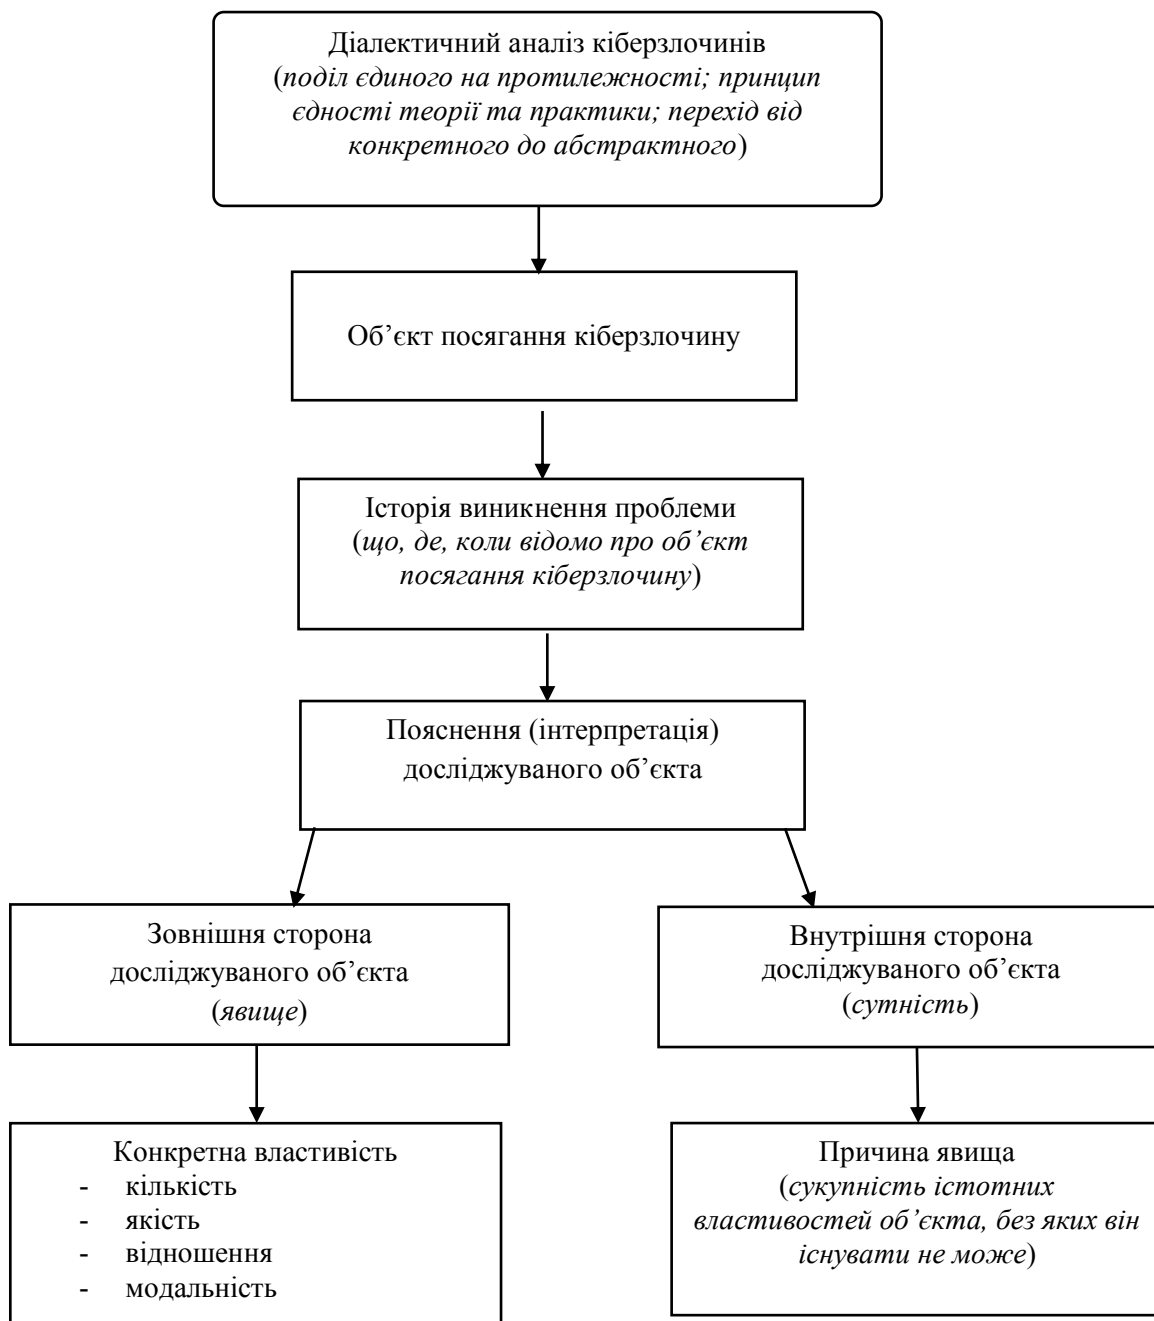 Діалектичний аналіз кіберзлочинів
(поділ єдиного на протилежності; принцип
єдності теорії та практики; перехід від
конкретного до абстрактного)
Об’єкт посягання кіберзлочину
Історія виникнення проблеми
(що, де, коли відомо про об’єкт
посягання кіберзлочину)
Пояснення (інтерпретація)
досліджуваного об’єкта
Зовнішня сторона
досліджуваного об’єкта
(явище)
Внутрішня сторона
досліджуваного об’єкта
(сутність)
Конкретна властивість
- кількість
- якість
- відношення
- модальність
Причина явища
(сукупність істотних
властивостей об’єкта, без яких він
існувати не може)